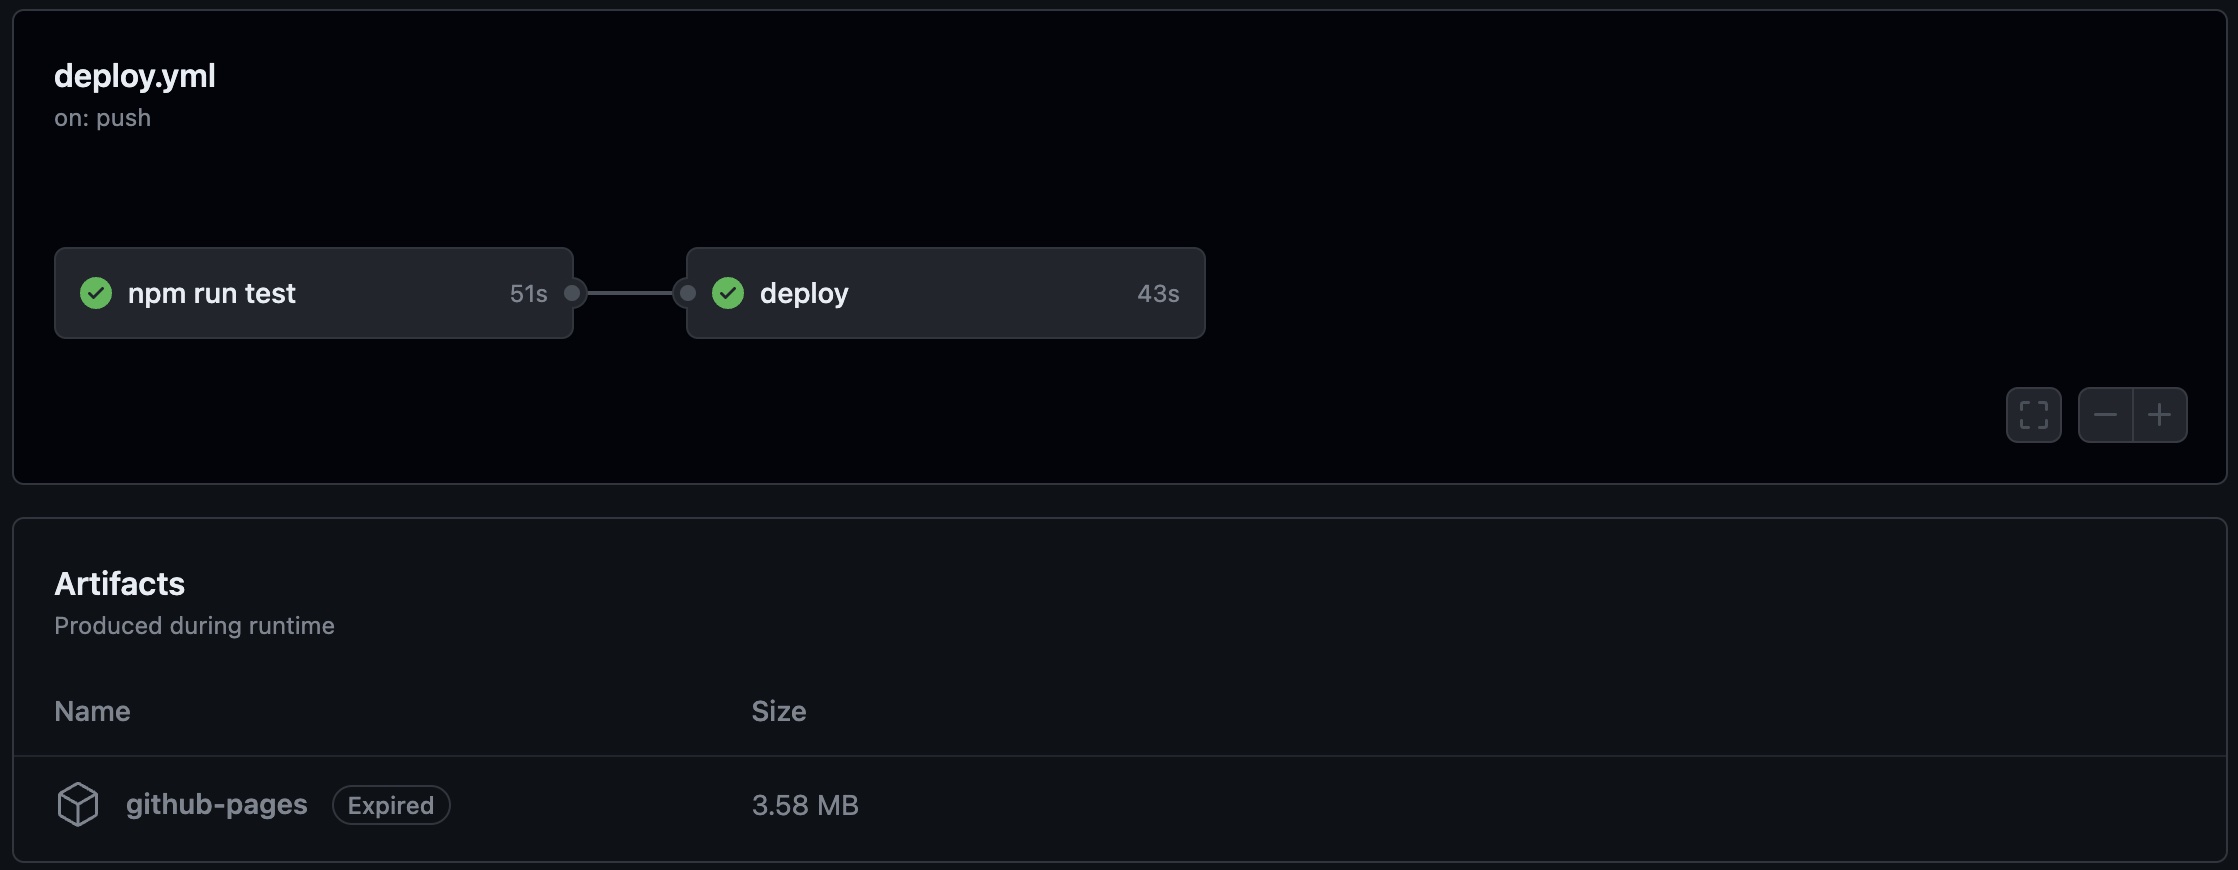 deploy.yml
on: push
npm run test 51s deploy 43s
Artifacts
Produced during runtime
Name Size
github-pages Expired 3.58 MB